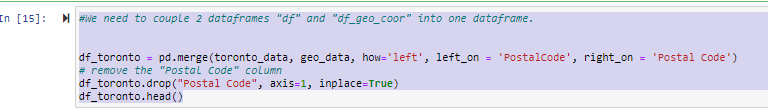 In [15]:
#We need to couple 2 dataframes "df" and "df_geo_coor" into one dataframe.
df_toronto = pd.merge(toronto_data, geo_data, how='left', left_on = 'PostalCode', right_on = 'Postal Code')
# remove the "Postal Code" column
df_toronto.drop("Postal Code", axis=1, inplace=True)
df_toronto.head()